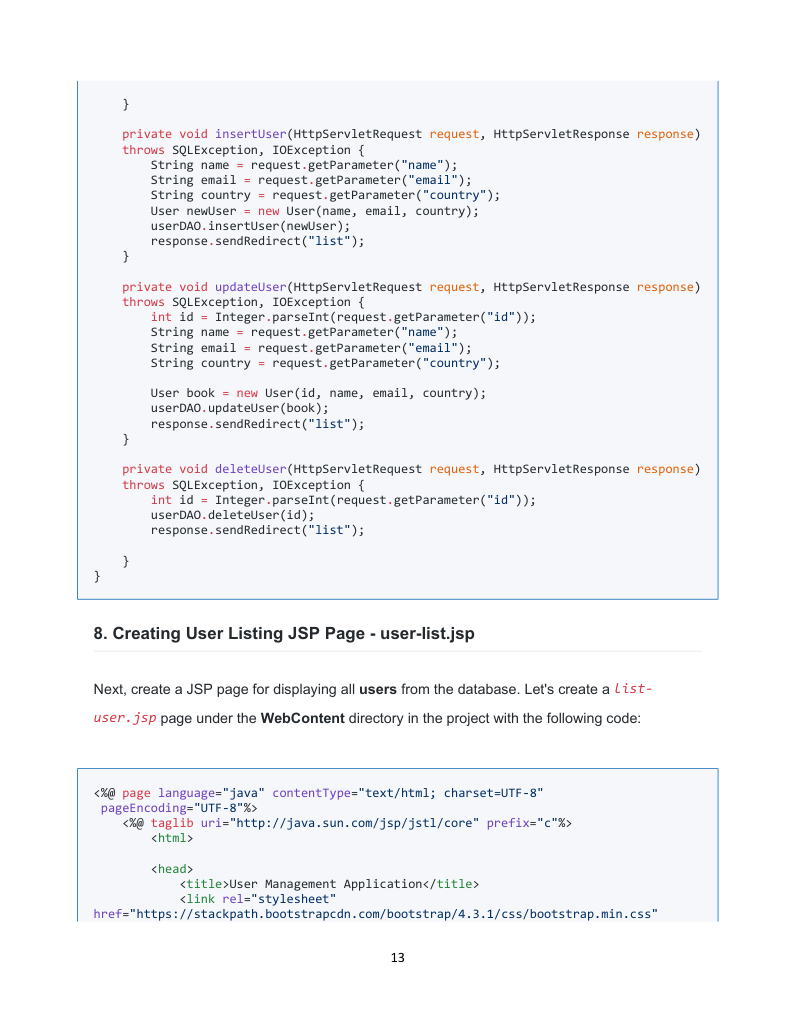 }

    private void insertUser(HttpServletRequest request, HttpServletResponse response)
    throws SQLException, IOException {
        String name = request.getParameter("name");
        String email = request.getParameter("email");
        String country = request.getParameter("country");
        User newUser = new User(name, email, country);
        userDAO.insertUser(newUser);
        response.sendRedirect("list");
    }

    private void updateUser(HttpServletRequest request, HttpServletResponse response)
    throws SQLException, IOException {
        int id = Integer.parseInt(request.getParameter("id"));
        String name = request.getParameter("name");
        String email = request.getParameter("email");
        String country = request.getParameter("country");

        User book = new User(id, name, email, country);
        userDAO.updateUser(book);
        response.sendRedirect("list");
    }

    private void deleteUser(HttpServletRequest request, HttpServletResponse response)
    throws SQLException, IOException {
        int id = Integer.parseInt(request.getParameter("id"));
        userDAO.deleteUser(id);
        response.sendRedirect("list");

    }
}
8. Creating User Listing JSP Page - user-list.jsp
Next, create a JSP page for displaying all users from the database. Let's create a list-
user.jsp page under the WebContent directory in the project with the following code:
<%@ page language="java" contentType="text/html; charset=UTF-8"
 pageEncoding="UTF-8"%>
    <%@ taglib uri="http://java.sun.com/jsp/jstl/core" prefix="c"%>
        <html>

        <head>
            <title>User Management Application</title>
            <link rel="stylesheet"
href="https://stackpath.bootstrapcdn.com/bootstrap/4.3.1/css/bootstrap.min.css"
13